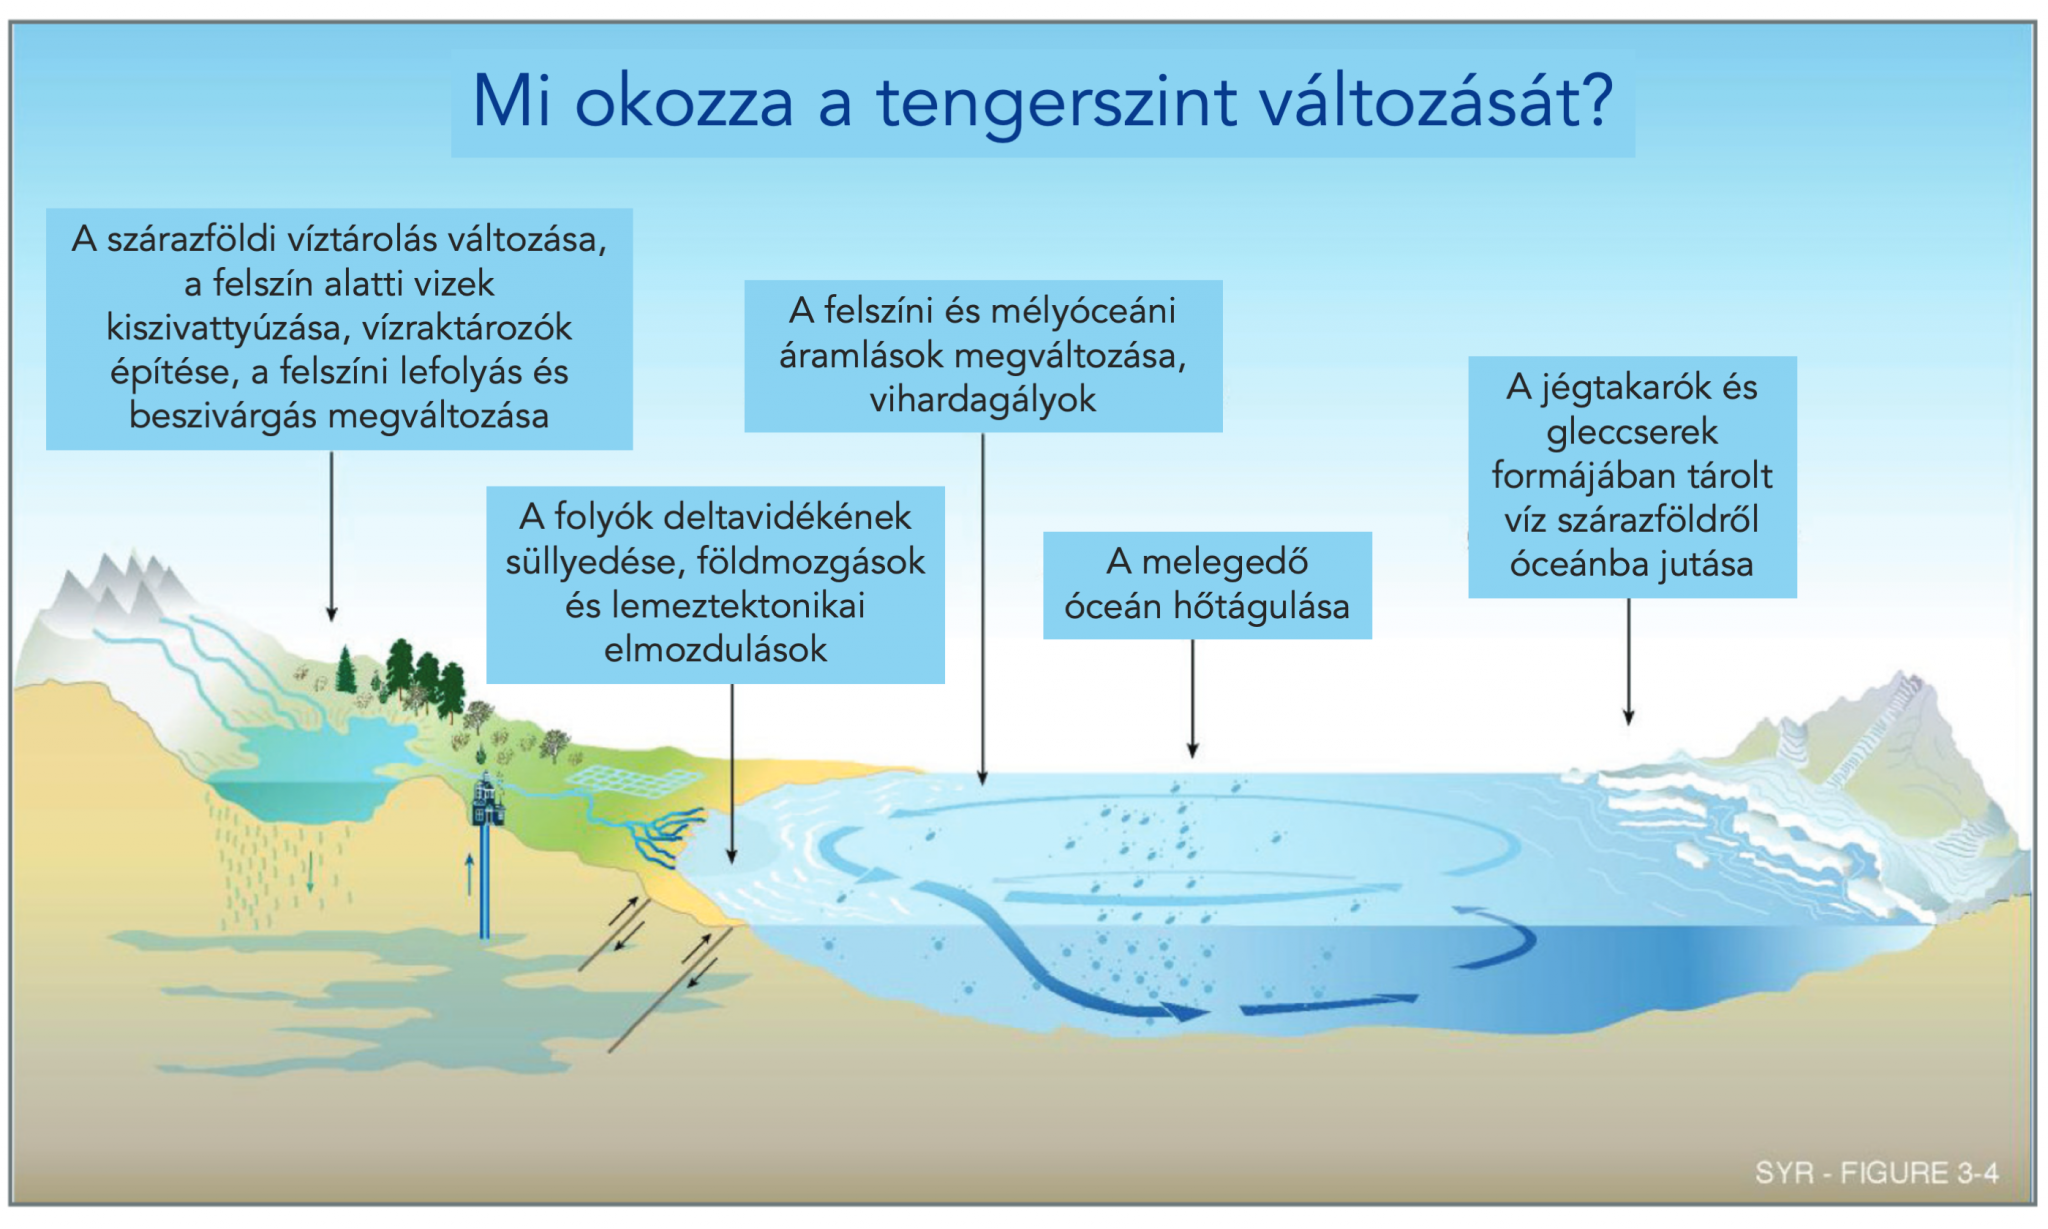 Mi okozza a tengerszint változását?
A szárazföldi víztárolás változása,
a felszín alatti vizek
kiszivattyúzása, vízraktározók
építése, a felszíni lefolyás és
beszivárgás megváltozása
A felszíni és mélyóceáni
áramlások megváltozása,
vihardagályok
A jégtakarók és
gleccserek
formájában tárolt
víz szárazföldről
óceánba jutása
A folyók deltavidékének
süllyedése, földmozgások
és lemeztektonikai
elmozdulások
A melegedő
óceán hőtágulása
SYR - FIGURE 3-4